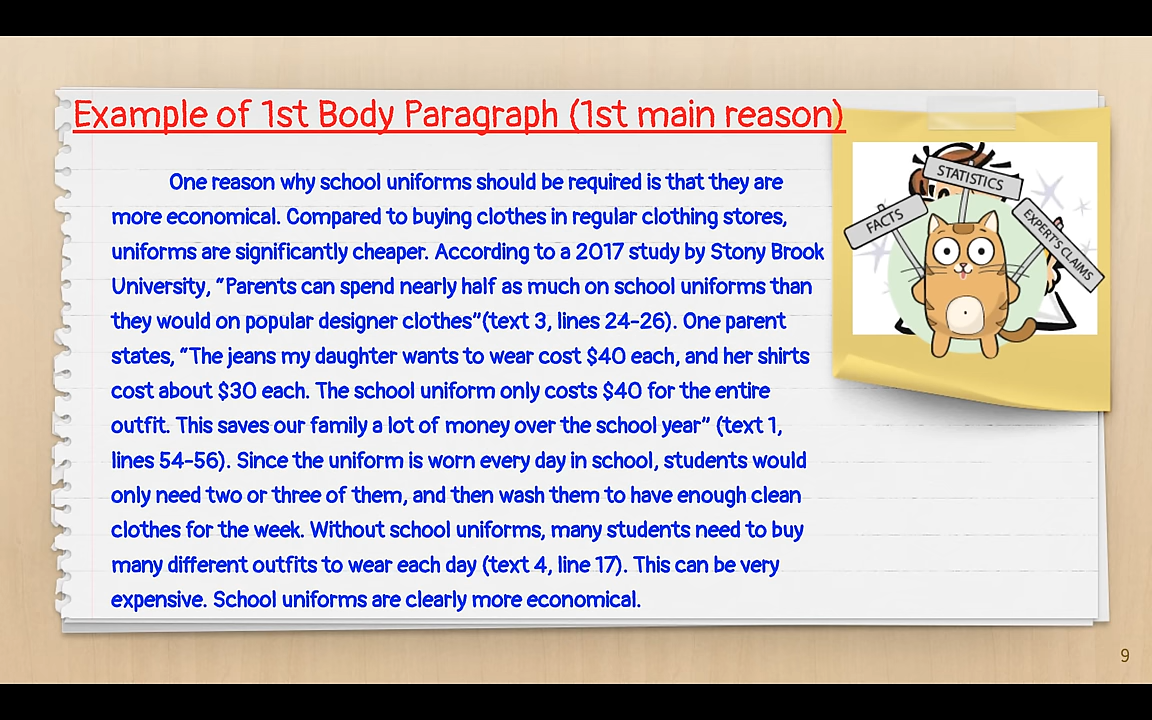 Example of 1st Body Paragraph (1st main reason)
One reason why school uniforms should be required is that they are
more economical. Compared to buying clothes in regular clothing stores,
uniforms are significantly cheaper. According to a 2017 study by Stony Brook
University, “Parents can spend nearly half as much on school uniforms than
they would on popular designer clothes”(text 3, lines 24-26). One parent
states, “The jeans my daughter wants to wear cost $40 each, and her shirts
cost about $30 each. The school uniform only costs $40 for the entire
outfit. This saves our family a lot of money over the school year” (text 1,
lines 54-56). Since the uniform is worn every day in school, students would
only need two or three of them, and then wash them to have enough clean
clothes for the week. Without school uniforms, many students need to buy
many different outfits to wear each day (text 4, line 17). This can be very
expensive. School uniforms are clearly more economical.
STATISTICS
FACTS
EXPERT'S CLAIMS
9